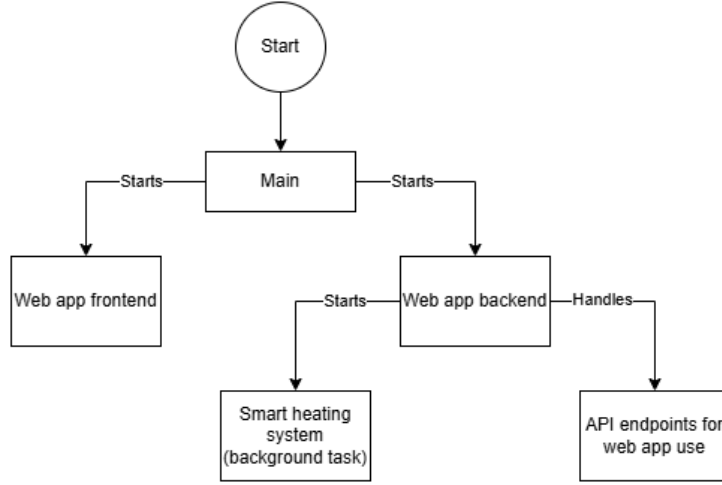 Start
Main
Starts
Starts
Web app frontend
Web app backend
Starts
Handles
Smart heating
system
(background task)
API endpoints for
web app use